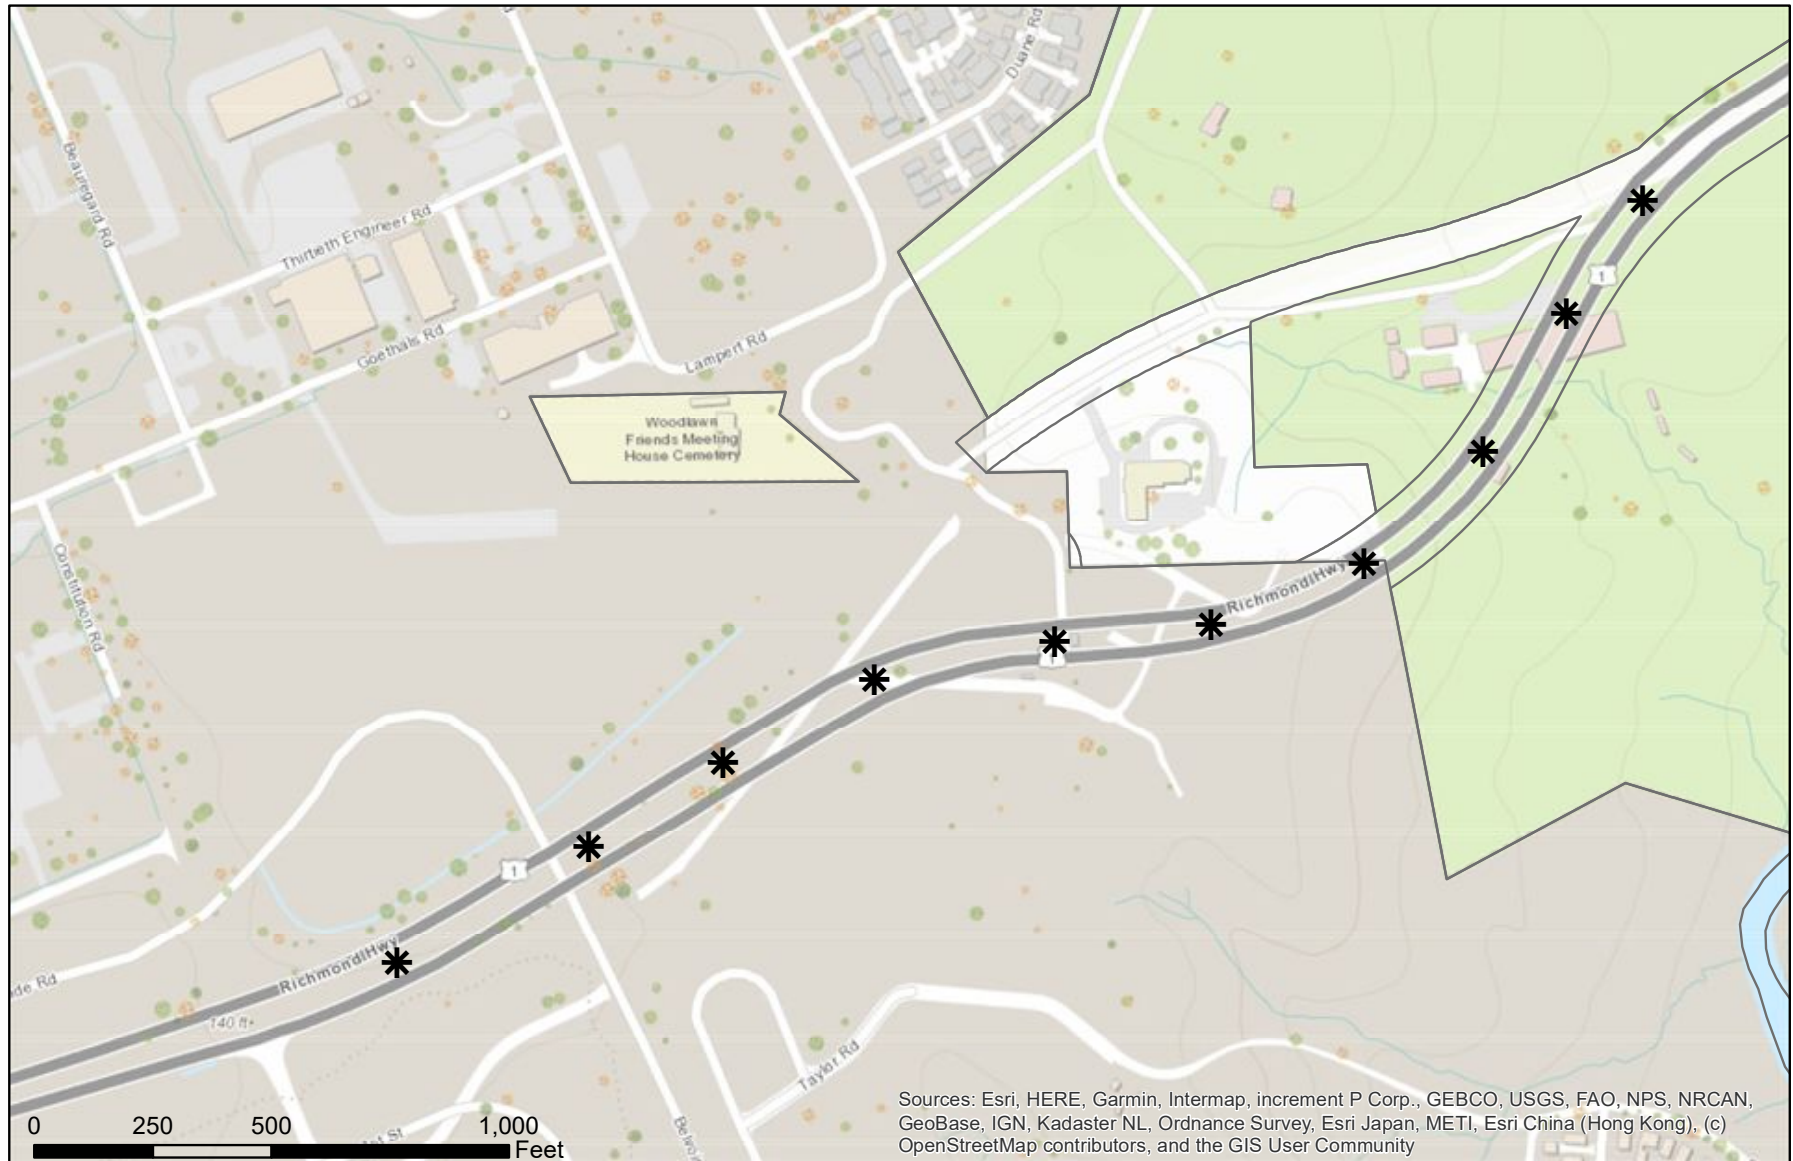 Duane Rd
Beauregard Rd
Thirtieth Engineer Rd
1
Goethals Rd
Lampert Rd
Woodlawn
Friends Meeting
House Cemetery
Constitution Rd
Richmond Hwy
1
1
Richmond Hwy
de Rd
140 ft
Taylor Rd
Sources: Esri, HERE, Garmin, Intermap, increment P Corp., GEBCO, USGS, FAO, NPS, NRCAN,
GeoBase, IGN, Kadaster NL, Ordnance Survey, Esri Japan, METI, Esri China (Hong Kong), (c)
OpenStreetMap contributors, and the GIS User Community
0 250 500 1,000
Feet
St